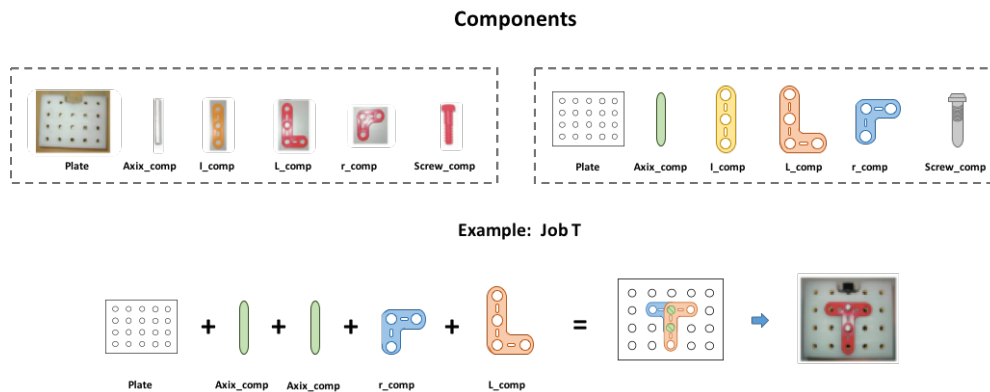 Components
Plate Axix_comp I_comp L_comp r_comp Screw_comp
Plate Axix_comp I_comp L_comp r_comp Screw_comp
Example: Job T
+ + + + =
Plate Axix_comp Axix_comp r_comp L_comp